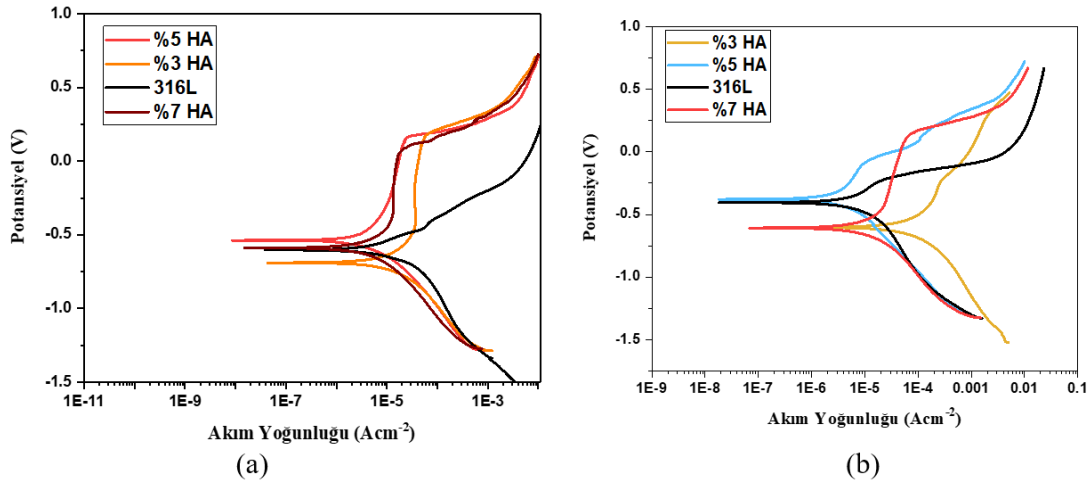 1.0
0.5
0.0
-0.5
-1.0
-1.5
Potansiyel (V)
%5 HA
%3 HA
316L
%7 HA
1E-11 1E-9 1E-7 1E-5 1E-3
Akım Yoğunluğu (Acm⁻²)
(a)
1.0
0.5
0.0
-0.5
-1.0
-1.5
Potansiyel (V)
%3 HA
%5 HA
316L
%7 HA
1E-9 1E-8 1E-7 1E-6 1E-5 1E-4 0.001 0.01 0.1
Akım Yoğunluğu (Acm⁻²)
(b)